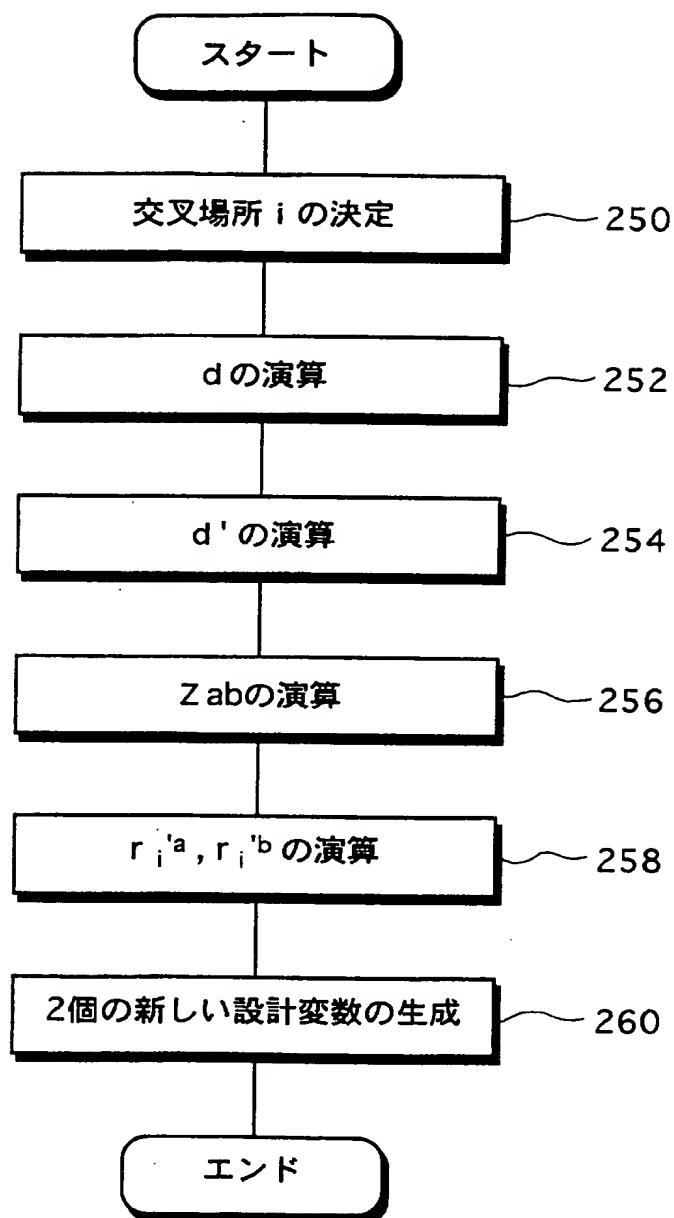 スタート
交叉場所 i の決定
250
d の演算
252
d ' の演算
254
Z abの演算
256
r i 'a , r i 'b の演算
258
2個の新しい設計変数の生成
260
エンド